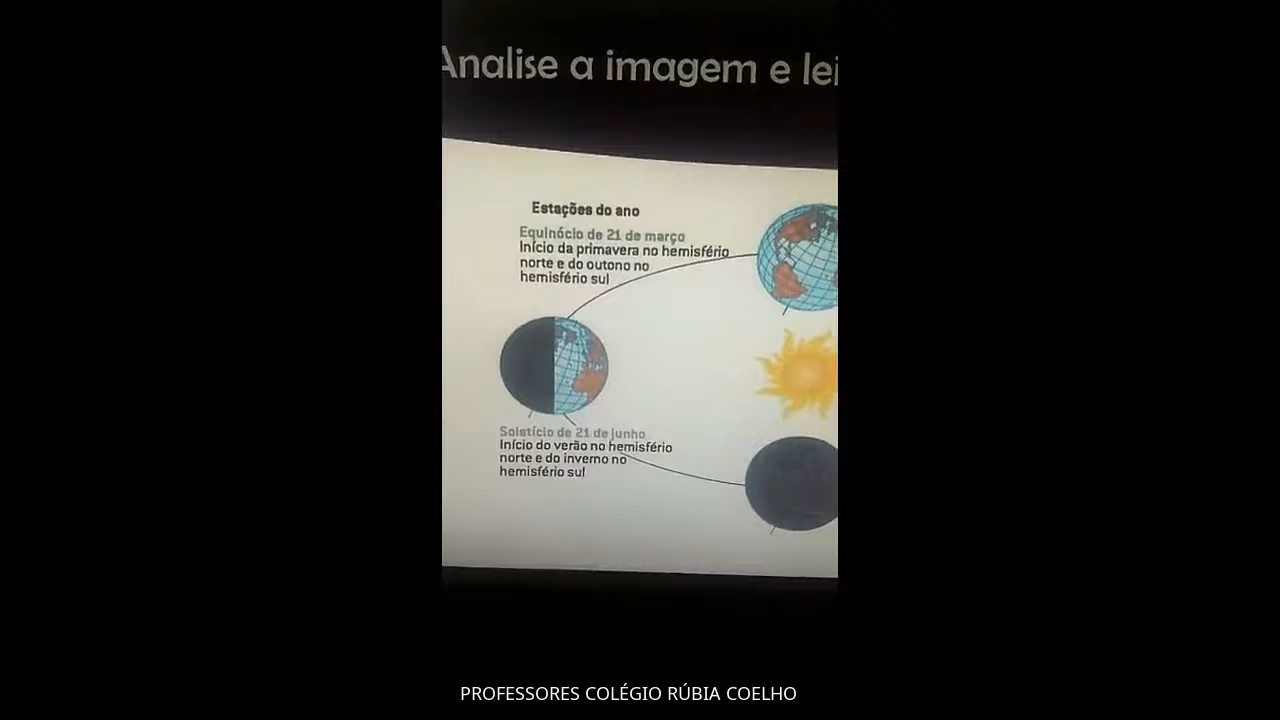 Analise a imagem e lei
Estações do ano
Equinócio de 21 de março
Início da primavera no hemisfério
norte e do outono no
hemisfério sul
Solstício de 21 de junho
Início do verão no hemisfério
norte e do inverno no
hemisfério sul
PROFESSORES COLÉGIO RÚBIA COELHO